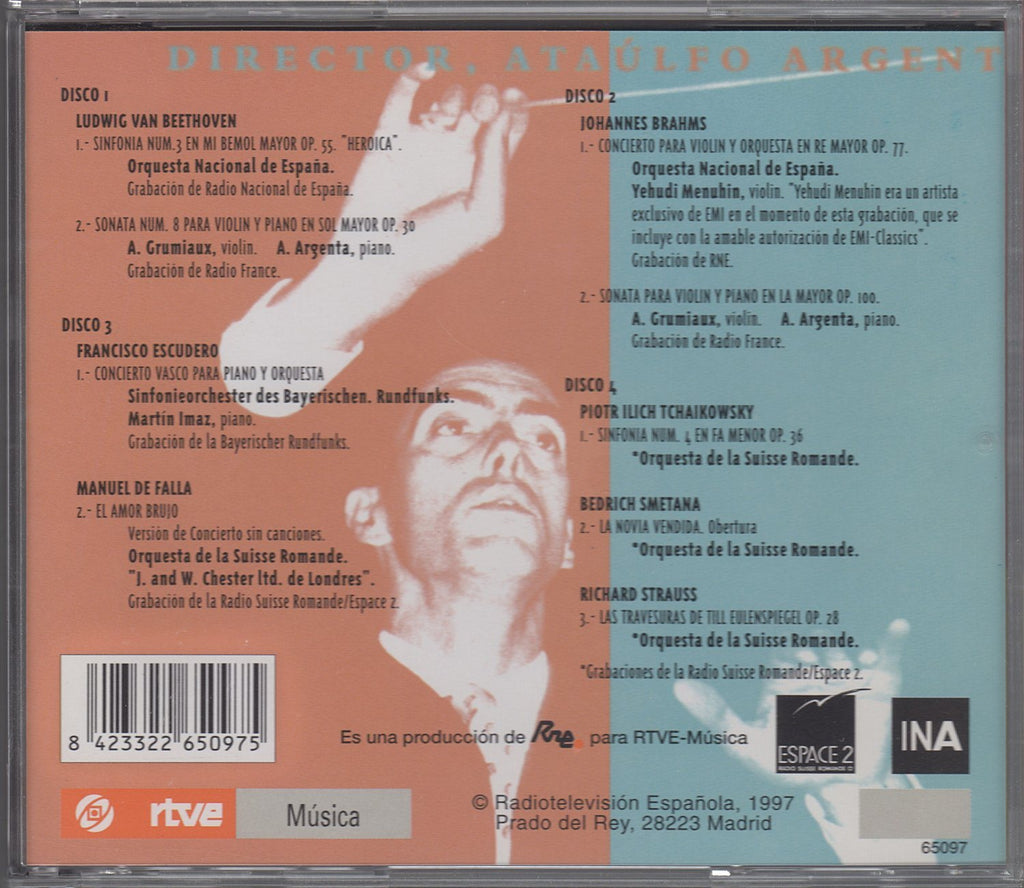 DIRECTOR, ATAÚLFO ARGENT
DISCO 1
LUDWIG VAN BEETHOVEN
1.- SINFONIA NUM.3 EN MI BEMOL MAYOR OP. 55. "HEROICA".
Orquesta Nacional de España.
Grabación de Radio Nacional de España.
2.- SONATA NUM. 8 PARA VIOLIN Y PIANO EN SOL MAYOR OP. 30
A. Grumiaux, violin. A. Argenta, piano.
Grabación de Radio France.
DISCO 3
FRANCISCO ESCUDERO
1.- CONCIERTO VASCO PARA PIANO Y ORQUESTA
Sinfonieorchester des Bayerischen. Rundfunks.
Martín Imaz, piano.
Grabación de la Bayerischer Rundfunks.
MANUEL DE FALLA
2.- EL AMOR BRUJO
Versión de Concierto sin canciones.
Orquesta de la Suisse Romande.
"J. and W. Chester ltd. de Londres".
Grabación de la Radio Suisse Romande/Espace 2.
DISCO 2
JOHANNES BRAHMS
1.- CONCIERTO PARA VIOLIN Y ORQUESTA EN RE MAYOR OP. 77.
Orquesta Nacional de España.
Yehudi Menuhin, violin. "Yehudi Menuhin era un artista
exclusivo de EMI en el momento de esta grabación, que se
incluye con la amable autorización de EMI-Classics".
Grabación de RNE.
2.- SONATA PARA VIOLIN Y PIANO EN LA MAYOR OP. 100.
A. Grumiaux, violin. A. Argenta, piano.
Grabación de Radio France.
DISCO 4
PIOTR ILICH TCHAIKOWSKY
1.- SINFONIA NUM. 4 EN FA MENOR OP. 36
*Orquesta de la Suisse Romande.
BEDRICH SMETANA
2.- LA NOVIA VENDIDA. Obertura
*Orquesta de la Suisse Romande.
RICHARD STRAUSS
3.- LAS TRAVESURAS DE TILL EULENSPIEGEL OP. 28
*Orquesta de la Suisse Romande.
*Grabaciones de la Radio Suisse Romande/Espace 2.
8 423322 650975
Es una producción de Rne. para RTVE-Música
ESPACE 2
RADIO SUISSE ROMANDE
INA
rtve Música
© Radiotelevisión Española, 1997
Prado del Rey, 28223 Madrid
65097